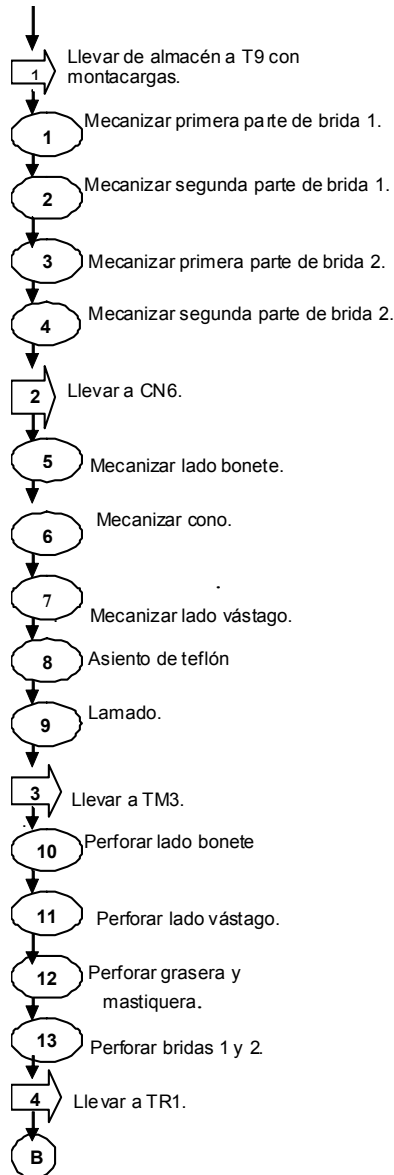 1 Llevar de almacén a T9 con
montacargas.
1 Mecanizar primera parte de brida 1.
2 Mecanizar segunda parte de brida 1.
3 Mecanizar primera parte de brida 2.
4 Mecanizar segunda parte de brida 2.
2 Llevar a CN6.
5 Mecanizar lado bonete.
6 Mecanizar cono.
7 Mecanizar lado vástago.
8 Asiento de teflón
9 Lamado.
3 Llevar a TM3.
10 Perforar lado bonete
11 Perforar lado vástago.
12 Perforar grasera y
mastiquera.
13 Perforar bridas 1 y 2.
4 Llevar a TR1.
B